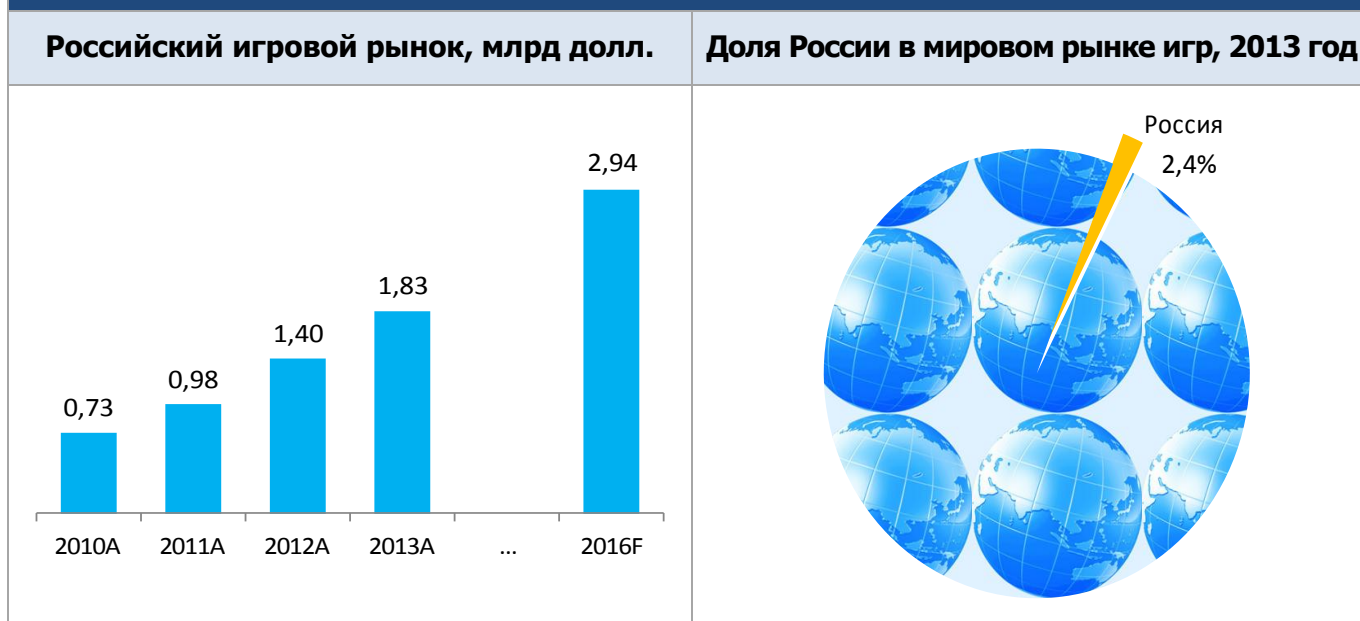 Российский игровой рынок, млрд долл.
Доля России в мировом рынке игр, 2013 год
0,73
0,98
1,40
1,83
2,94
2010A
2011A
2012A
2013A
...
2016F
Россия
2,4%